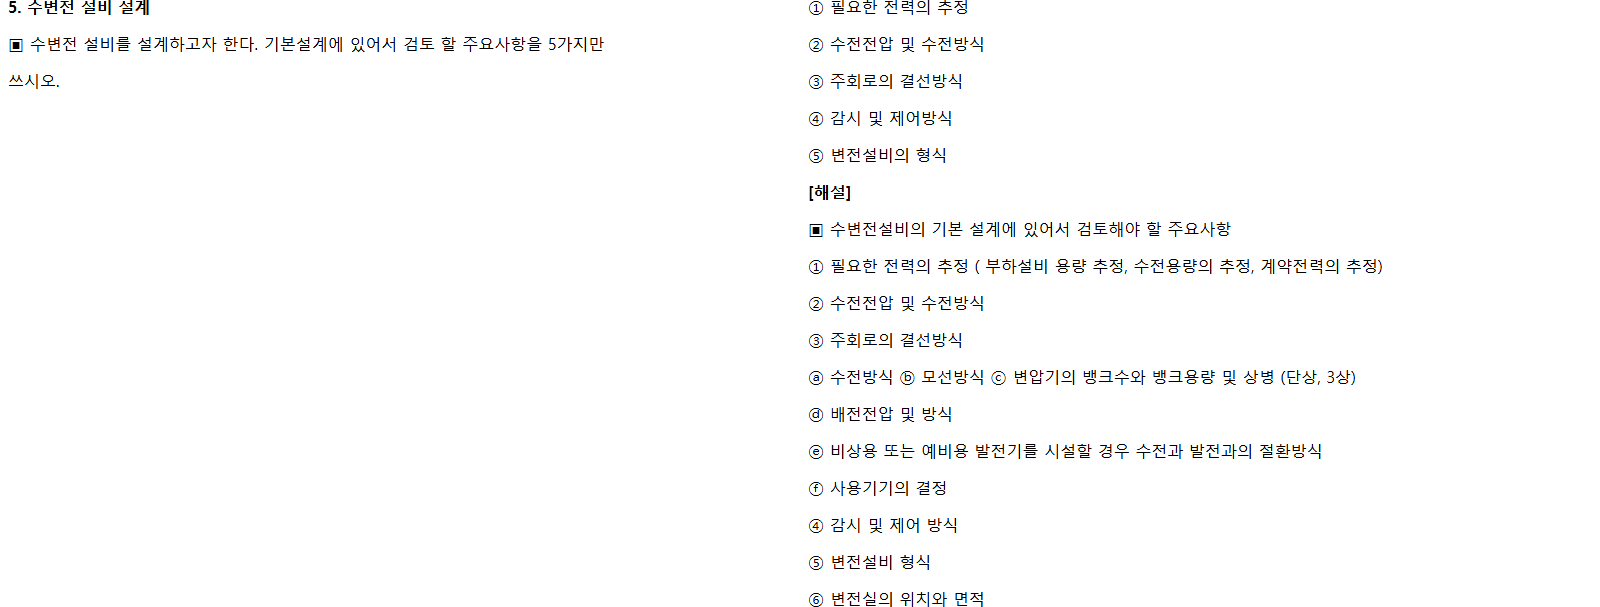 5. 수변전 설비 설계
▣ 수변전 설비를 설계하고자 한다. 기본설계에 있어서 검토 할 주요사항을 5가지만
쓰시오.
① 필요한 전력의 추정
② 수전전압 및 수전방식
③ 주회로의 결선방식
④ 감시 및 제어방식
⑤ 변전설비의 형식
[해설]
▣ 수변전설비의 기본 설계에 있어서 검토해야 할 주요사항
① 필요한 전력의 추정 ( 부하설비 용량 추정, 수전용량의 추정, 계약전력의 추정)
② 수전전압 및 수전방식
③ 주회로의 결선방식
ⓐ 수전방식 ⓑ 모선방식 ⓒ 변압기의 뱅크수와 뱅크용량 및 상병 (단상, 3상)
ⓓ 배전전압 및 방식
ⓔ 비상용 또는 예비용 발전기를 시설할 경우 수전과 발전과의 절환방식
ⓕ 사용기기의 결정
④ 감시 및 제어 방식
⑤ 변전설비 형식
⑥ 변전실의 위치와 면적